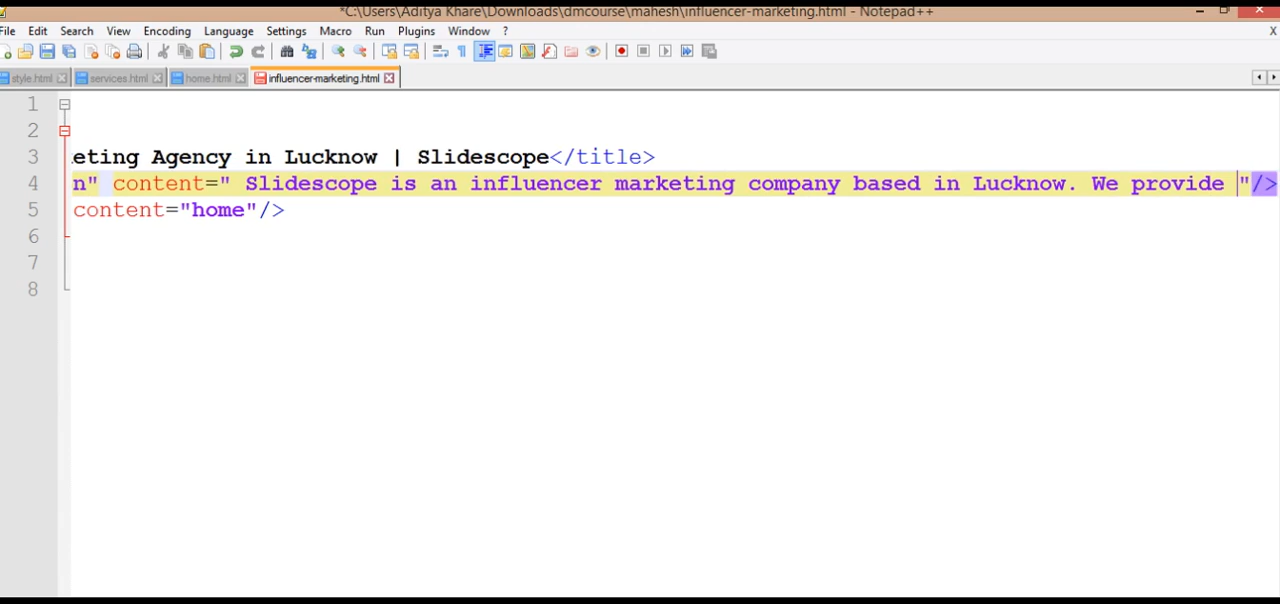 *C:\Users\Aditya Khare\Downloads\dmcourse\mahesh\influencer-marketing.html - Notepad++
File Edit Search View Encoding Language Settings Macro Run Plugins Window ? X
style.html services.html home.html influencer-marketing.html
1
2
3 eting Agency in Lucknow | Slidescope</title>
4 n" content=" Slidescope is an influencer marketing company based in Lucknow. We provide "/>
5 content="home"/>
6
7
8